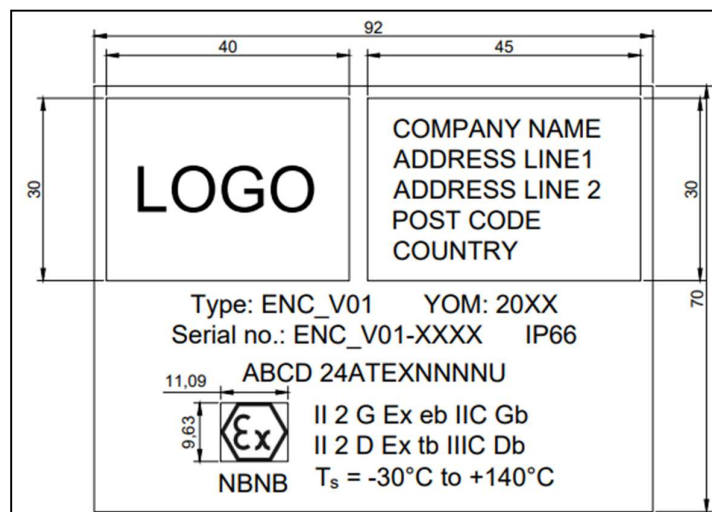 92
40
45
30
LOGO
COMPANY NAME
ADDRESS LINE1
ADDRESS LINE 2
POST CODE
COUNTRY
30
70
Type: ENC_V01 YOM: 20XX
Serial no.: ENC_V01-XXXX IP66
ABCD 24ATEXNNNNU
11,09
9,63
Ex
II 2 G Ex eb IIC Gb
II 2 D Ex tb IIIC Db
NBNB
Ts = -30°C to +140°C